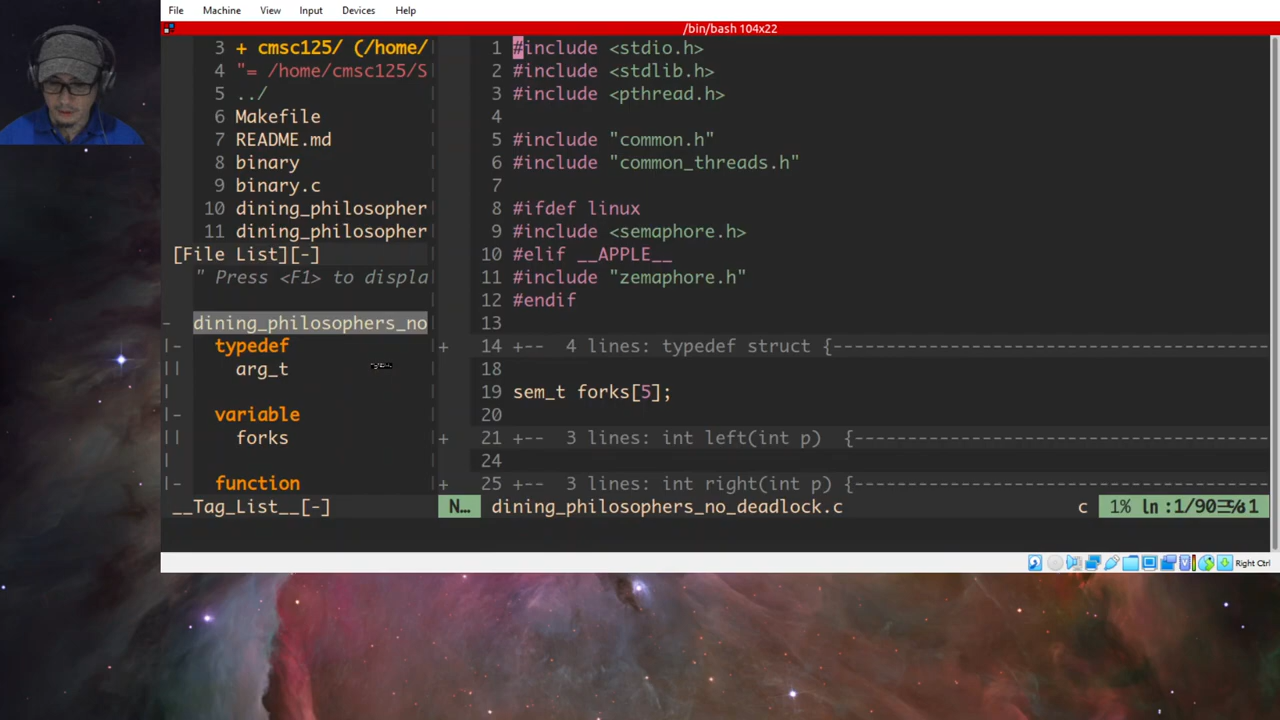 File Machine View Input Devices Help
/bin/bash 104x22
3 + cmsc125/ (/home/
4 "= /home/cmsc125/S
5 ../
6 Makefile
7 README.md
8 binary
9 binary.c
10 dining_philosopher
11 dining_philosopher
[File List][-]
" Press <F1> to displa
- dining_philosophers_no
|- typedef
|| arg_t
|
|- variable
|| forks
|
|- function
__Tag_List__[-]
1 #include <stdio.h>
2 #include <stdlib.h>
3 #include <pthread.h>
4
5 #include "common.h"
6 #include "common_threads.h"
7
8 #ifdef linux
9 #include <semaphore.h>
10 #elif __APPLE__
11 #include "zemaphore.h"
12 #endif
13
+ 14 +-- 4 lines: typedef struct {-----------------------------------------
18
19 sem_t forks[5];
20
+ 21 +-- 3 lines: int left(int p)  {----------------------------------------
24
+ 25 +-- 3 lines: int right(int p) {----------------------------------------
N… dining_philosophers_no_deadlock.c c 1% ln :1/90
Right Ctrl